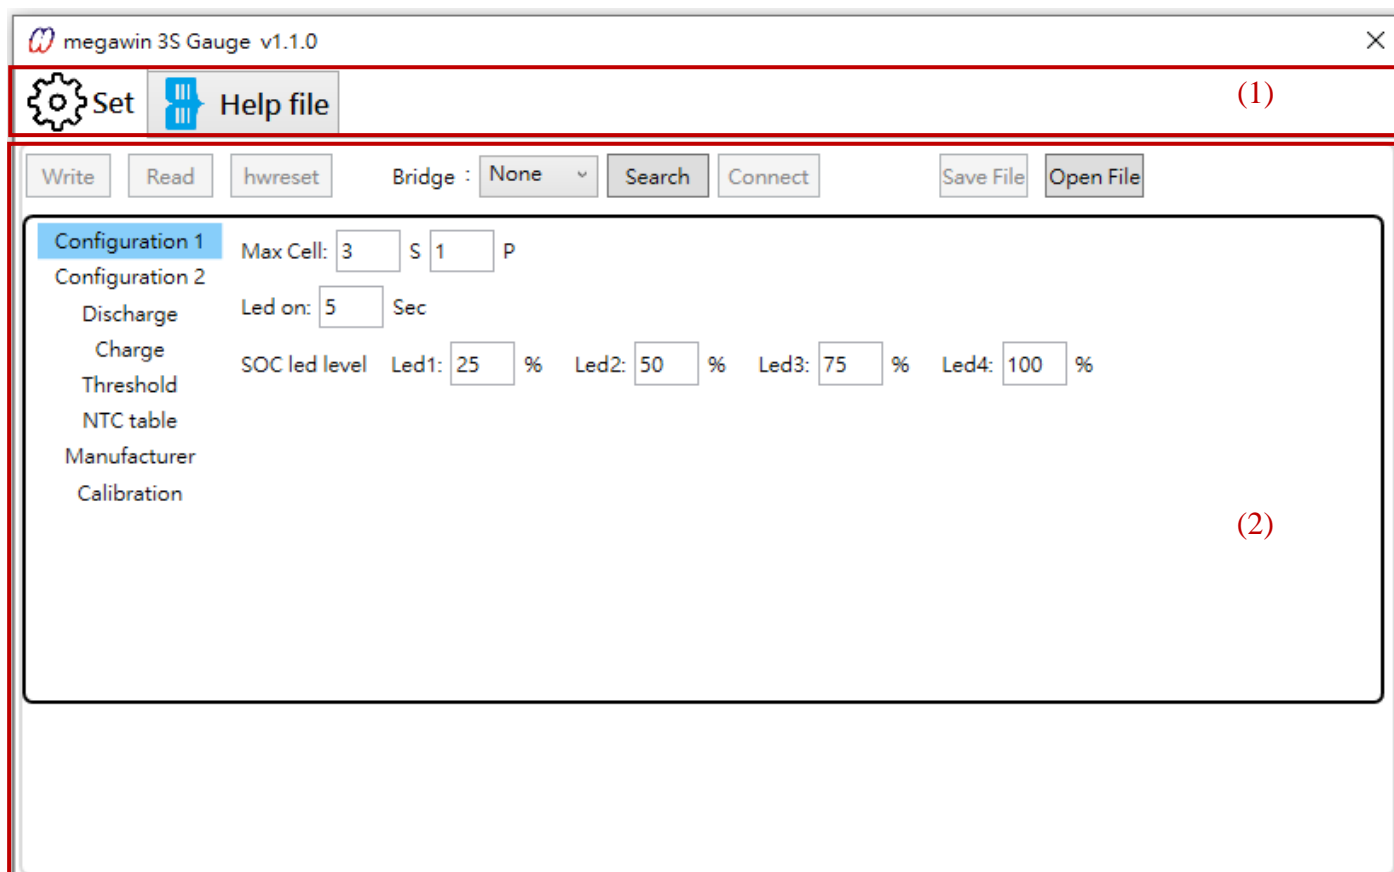 megawin 3S Gauge v1.1.0
Set Help file (1)
Write Read hwreset Bridge : None Search Connect Save File Open File
Configuration 1
Configuration 2
Discharge
Charge
Threshold
NTC table
Manufacturer
Calibration
Max Cell: 3 S 1 P
Led on: 5 Sec
SOC led level Led1: 25 % Led2: 50 % Led3: 75 % Led4: 100 %
(2)